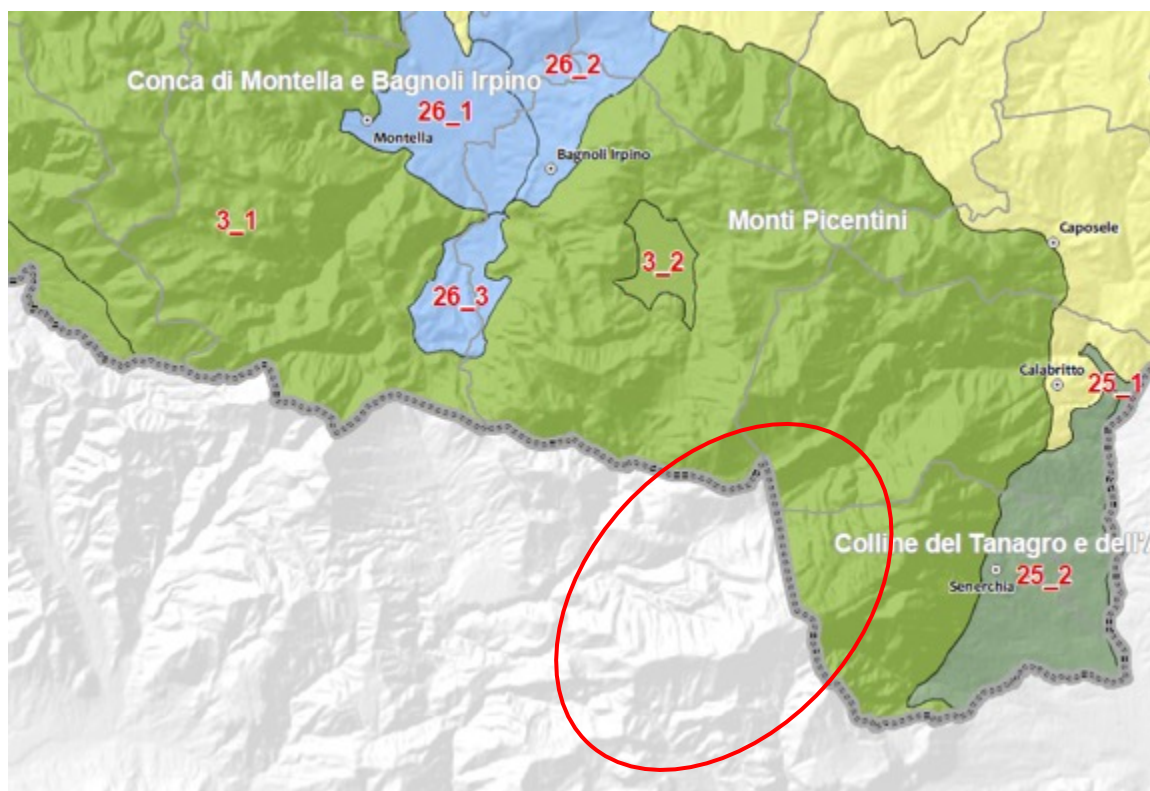 26_2
Conca di Montella e Bagnoli Irpino
26_1
Montella
Bagnoli Irpino
3_1
Monti Picentini
Caposele
3_2
26_3
Calabritto
25_1
Colline del Tanagro e dell'A
Senerchia
25_2